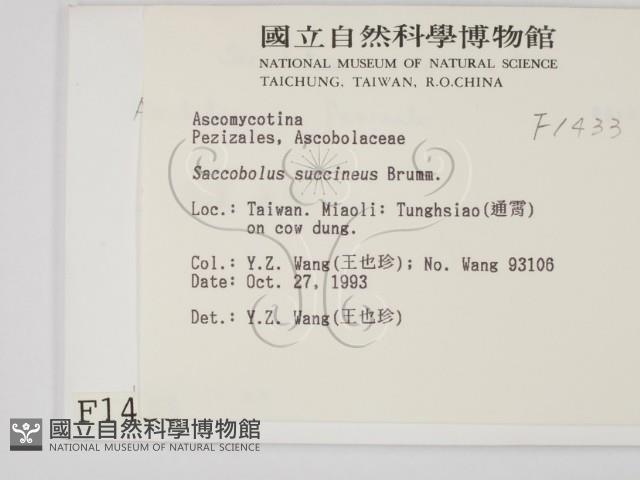 國立自然科學博物館
NATIONAL MUSEUM OF NATURAL SCIENCE
TAICHUNG, TAIWAN, R.O.CHINA
F1433
Ascomycotina
Pezizales, Ascobolaceae
Saccobolus succineus Brumm.
Loc.: Taiwan. Miaoli: Tunghsiao(通霄)
on cow dung.
Col.: Y.Z. Wang(王也珍); No. Wang 93106
Date: Oct. 27, 1993
Det.: Y.Z. Wang(王也珍)
F14
國立自然科學博物館
NATIONAL MUSEUM OF NATURAL SCIENCE